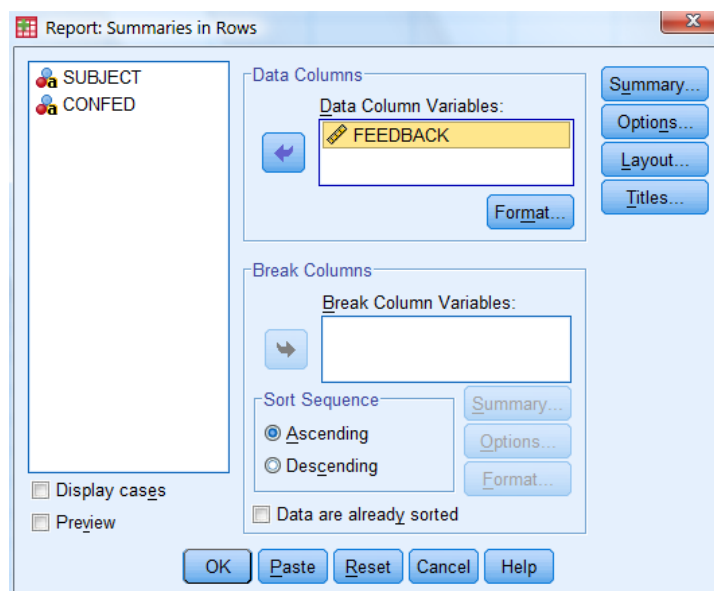 Report: Summaries in Rows
x
SUBJECT
CONFED
Data Columns
Data Column Variables:
FEEDBACK
Format...
Summary...
Options...
Layout...
Titles...
Break Columns
Break Column Variables:
Sort Sequence
Ascending
Descending
Summary...
Options...
Format...
Data are already sorted
Display cases
Preview
OK
Paste
Reset
Cancel
Help